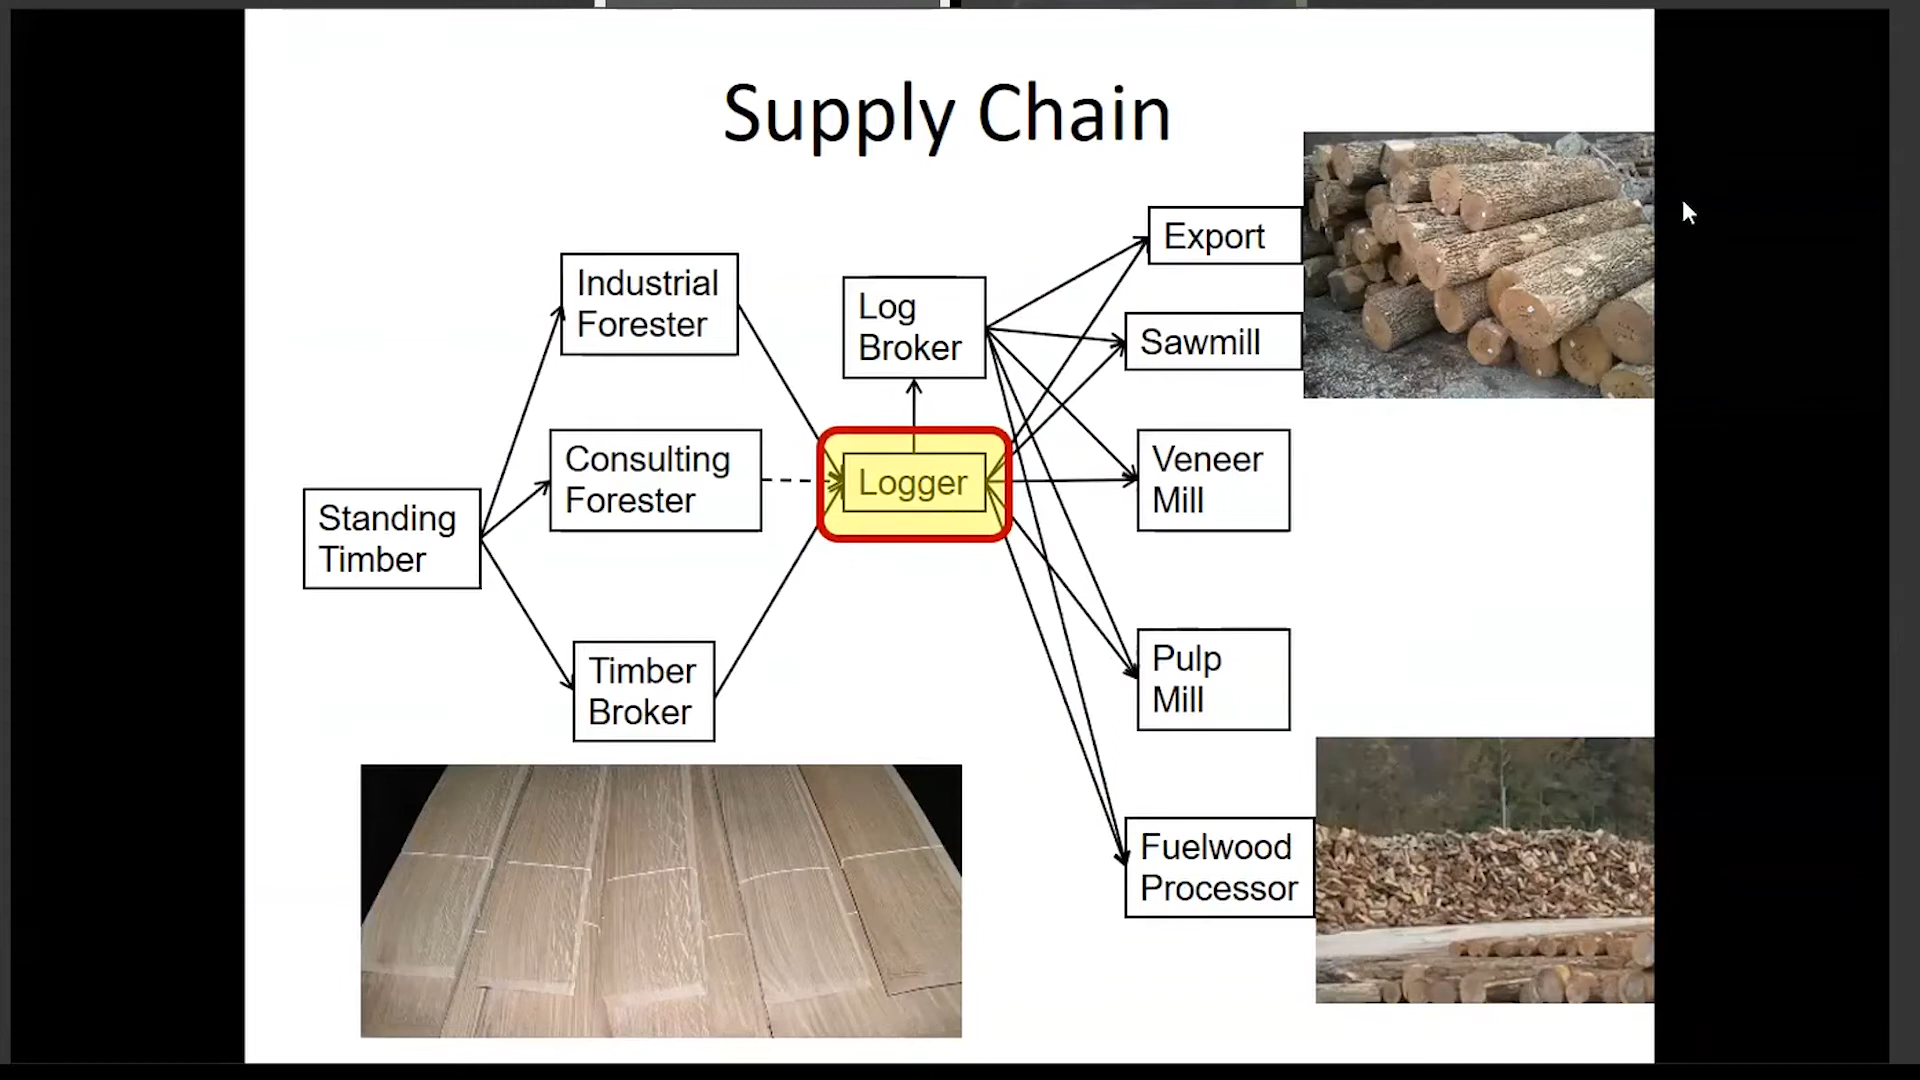 Supply Chain
Industrial
Forester
Log
Broker
Export
Sawmill
Consulting
Forester
Logger
Veneer
Mill
Standing
Timber
Timber
Broker
Pulp
Mill
Fuelwood
Processor